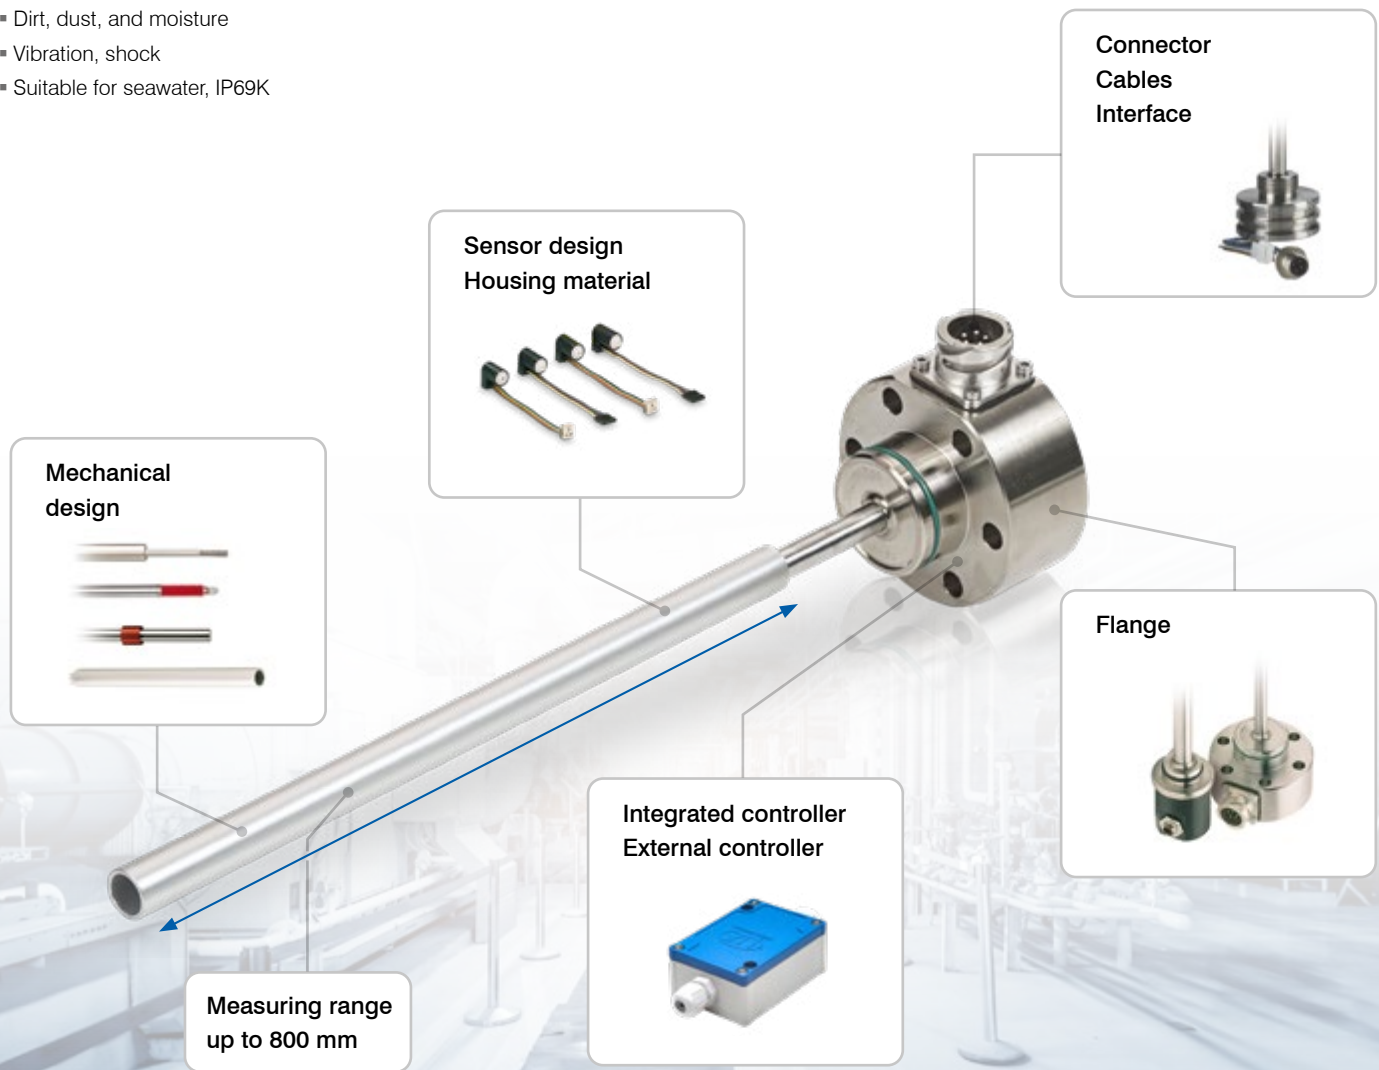 ▪ Dirt, dust, and moisture
▪ Vibration, shock
▪ Suitable for seawater, IP69K
Connector
Cables
Interface
Sensor design
Housing material
Mechanical
design
Flange
Integrated controller
External controller
Measuring range
up to 800 mm